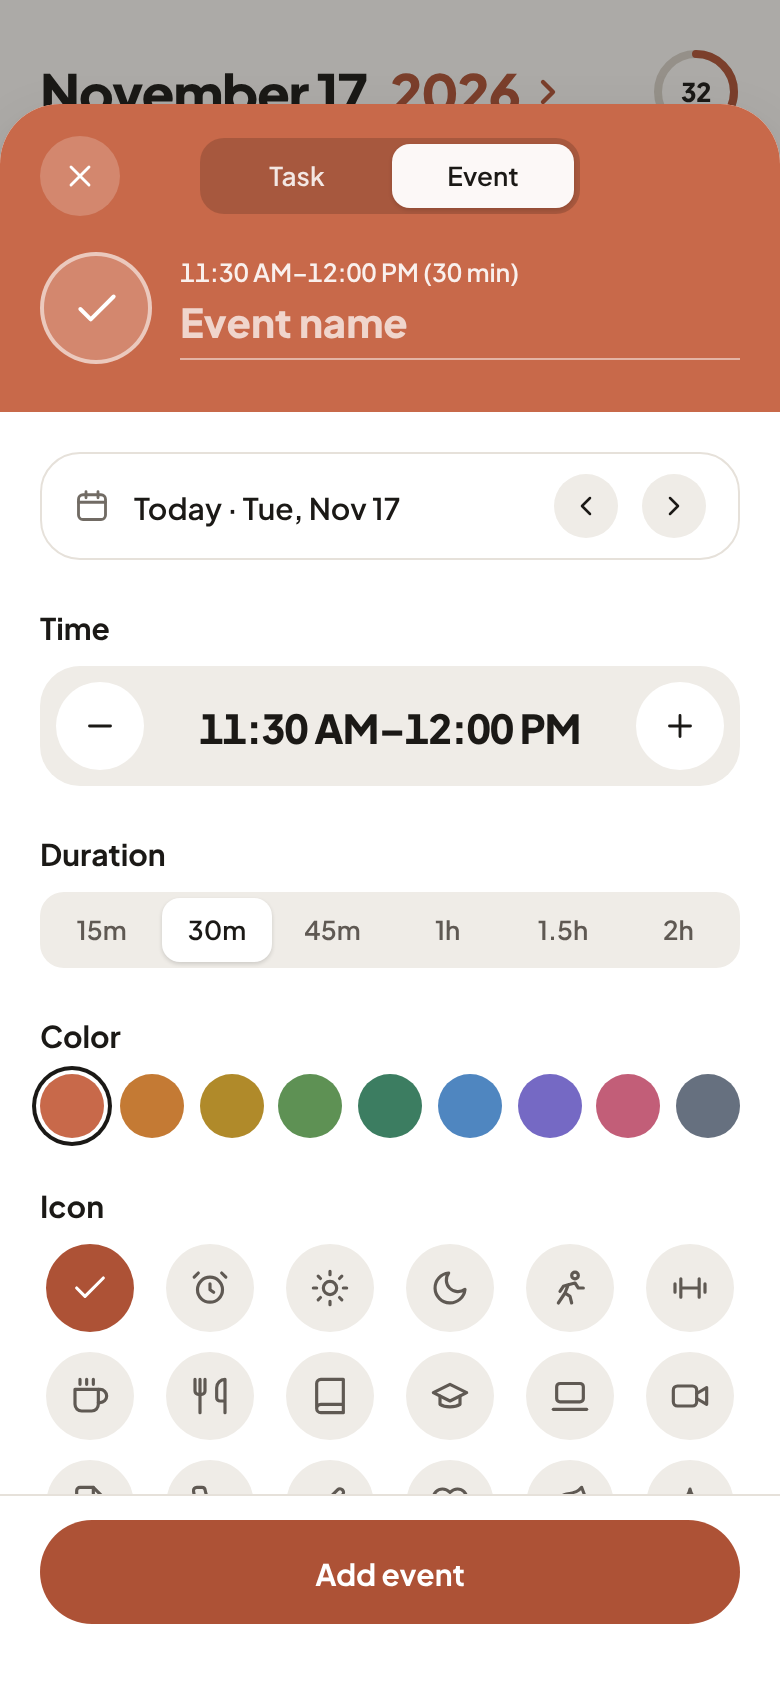 November 17 2026
32
Task
Event
11:30 AM–12:00 PM (30 min)
Event name
Today · Tue, Nov 17
Time
11:30 AM–12:00 PM
Duration
15m 30m 45m 1h 1.5h 2h
Color
Icon
Add event